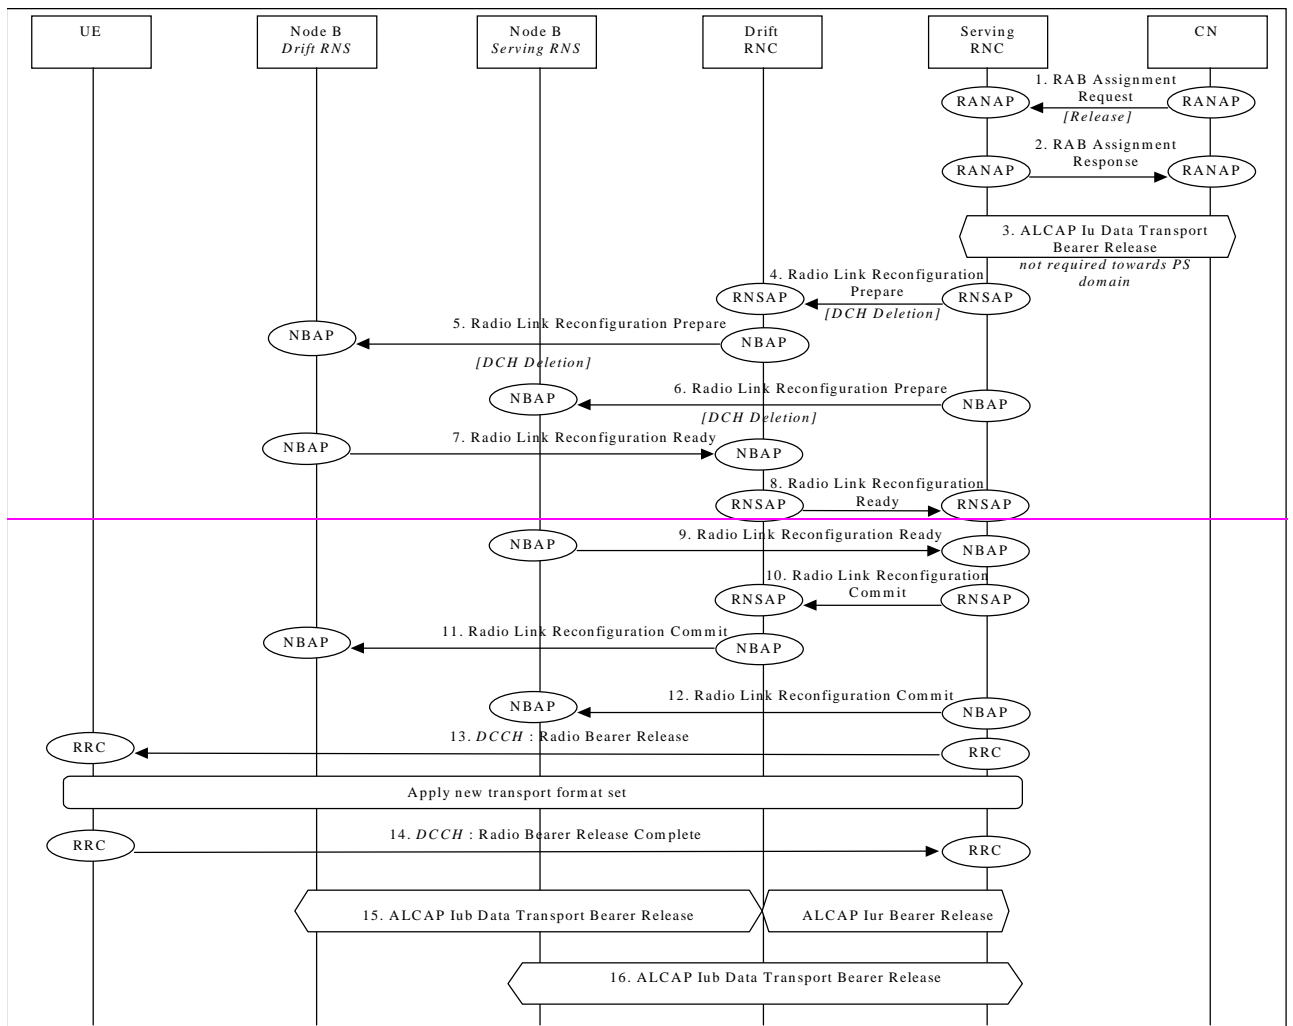 UE
Node B
Drift RNS
Node B
Serving RNS
Drift
RNC
Serving
RNC
CN
1. RAB Assignment
Request
[Release]
RANAP
RANAP
2. RAB Assignment
Response
RANAP
RANAP
3. ALCAP Iu Data Transport
Bearer Release
not required towards PS
domain
4. Radio Link Reconfiguration
Prepare
[DCH Deletion]
RNSAP
RNSAP
5. Radio Link Reconfiguration Prepare
[DCH Deletion]
NBAP
NBAP
6. Radio Link Reconfiguration Prepare
[DCH Deletion]
NBAP
NBAP
7. Radio Link Reconfiguration Ready
NBAP
NBAP
8. Radio Link Reconfiguration
Ready
RNSAP
RNSAP
9. Radio Link Reconfiguration Ready
NBAP
NBAP
10. Radio Link Reconfiguration
Commit
RNSAP
RNSAP
11. Radio Link Reconfiguration Commit
NBAP
NBAP
12. Radio Link Reconfiguration Commit
NBAP
NBAP
13. DCCH : Radio Bearer Release
RRC
RRC
Apply new transport format set
14. DCCH : Radio Bearer Release Complete
RRC
RRC
15. ALCAP Iub Data Transport Bearer Release
ALCAP Iur Bearer Release
16. ALCAP Iub Data Transport Bearer Release